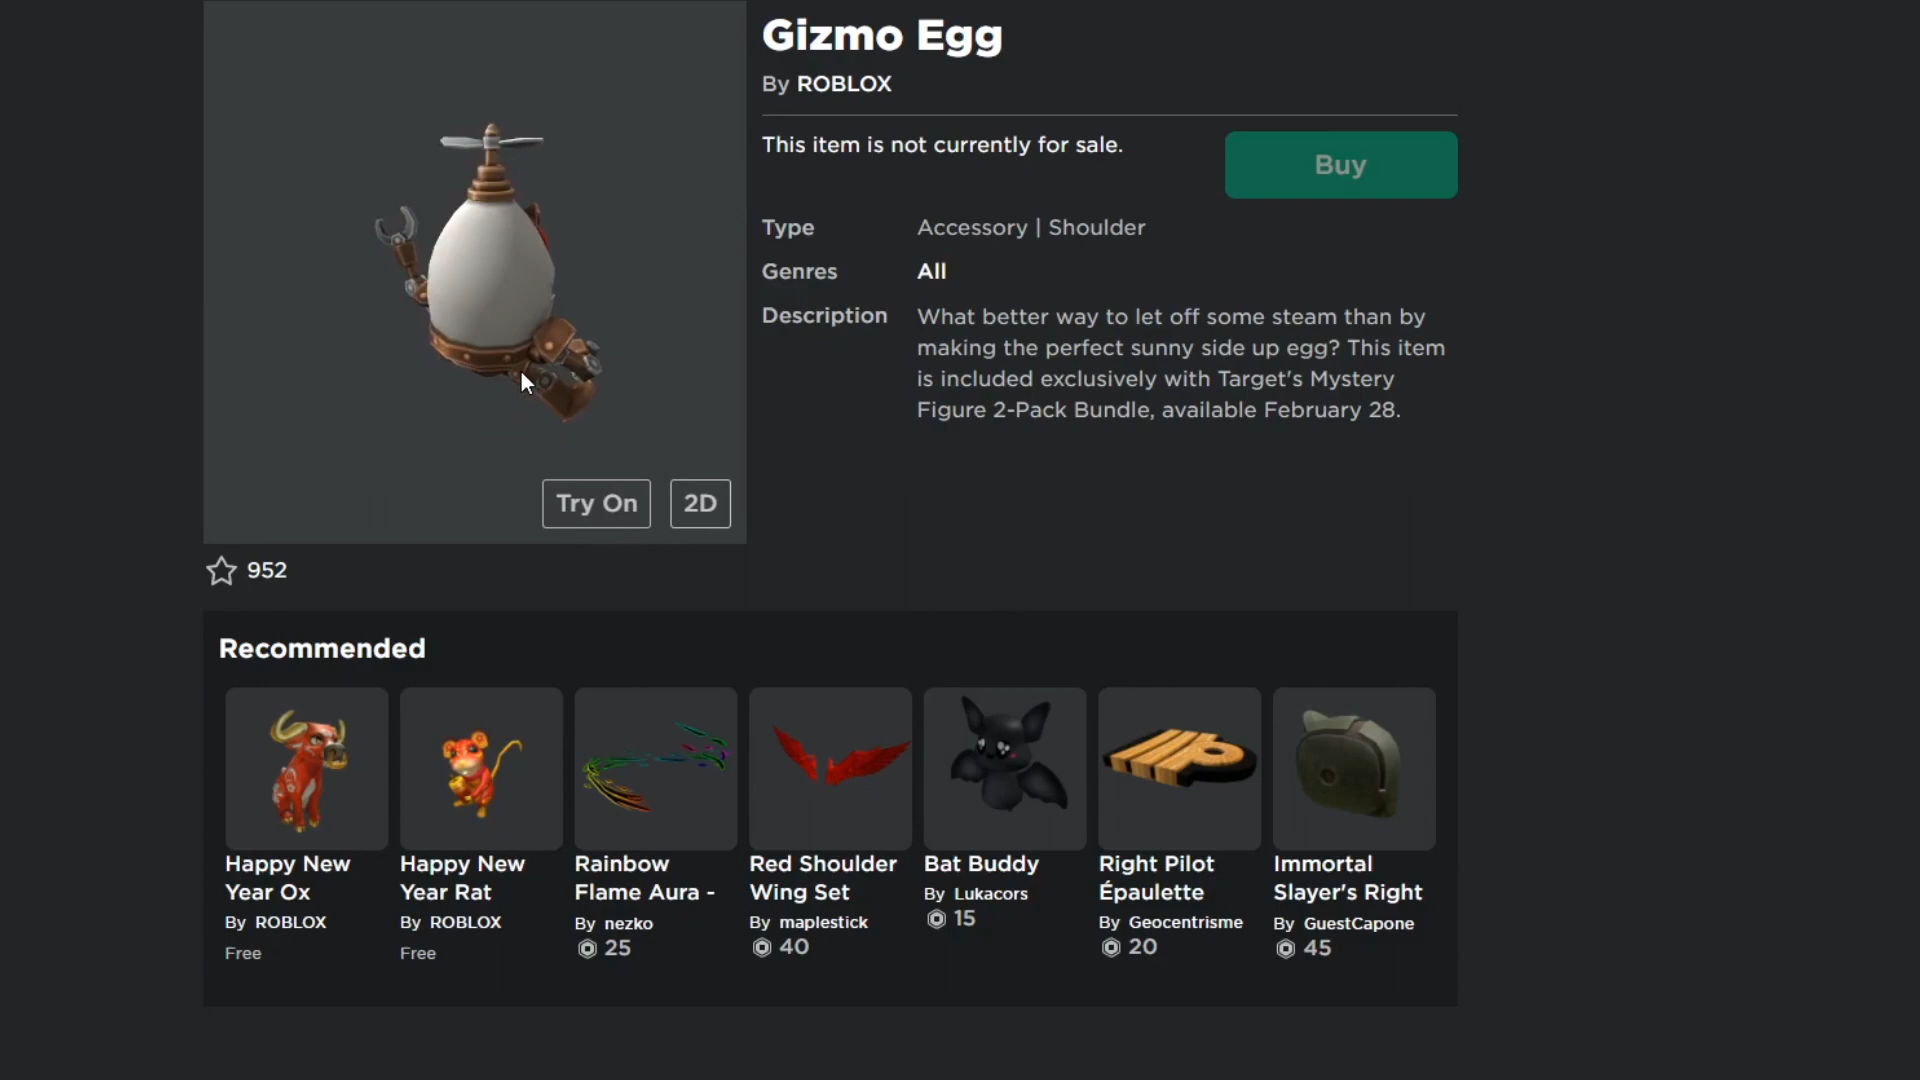 Gizmo Egg
By ROBLOX
This item is not currently for sale.
Buy
Type Accessory | Shoulder
Genres All
Description What better way to let off some steam than by
making the perfect sunny side up egg? This item
is included exclusively with Target's Mystery
Figure 2-Pack Bundle, available February 28.
Try On 2D
952
Recommended
Happy New
Year Ox
By ROBLOX
Free
Happy New
Year Rat
By ROBLOX
Free
Rainbow
Flame Aura -
By nezko
25
Red Shoulder
Wing Set
By maplestick
40
Bat Buddy
By Lukacors
15
Right Pilot
Épaulette
By Geocentrisme
20
Immortal
Slayer's Right
By GuestCapone
45